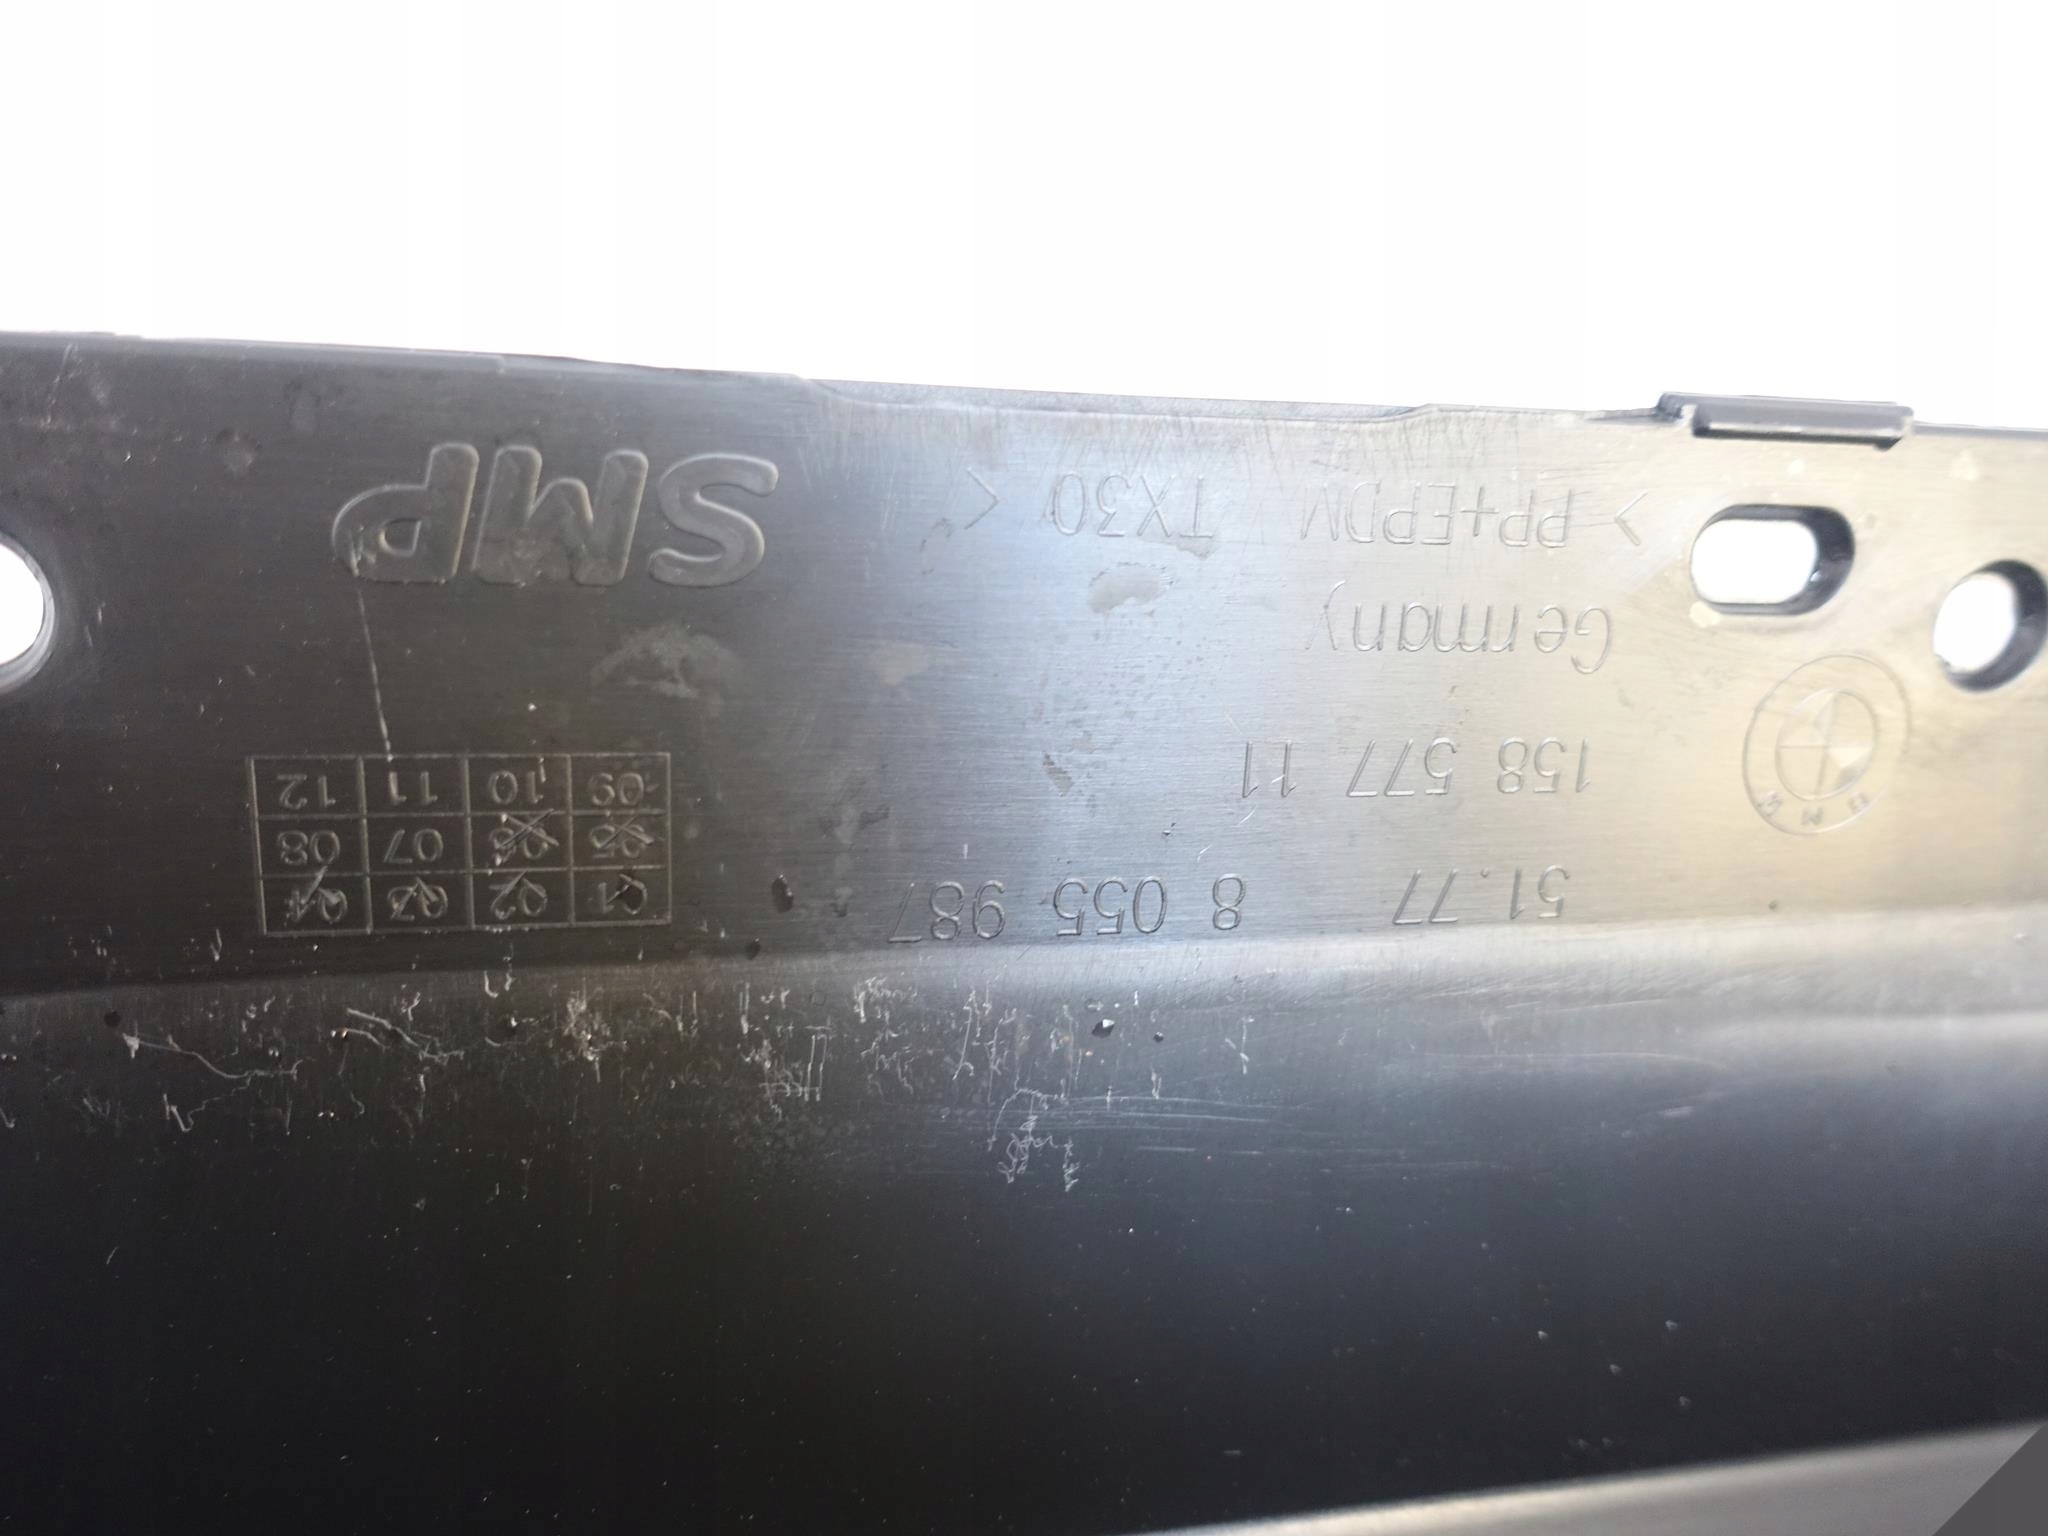 51.77 8 055 987
158 577 11
BMW
Germany
> PP+EPDM TX30 <
01 02 03 04
05 06 07 08
09 10 11 12
SMP